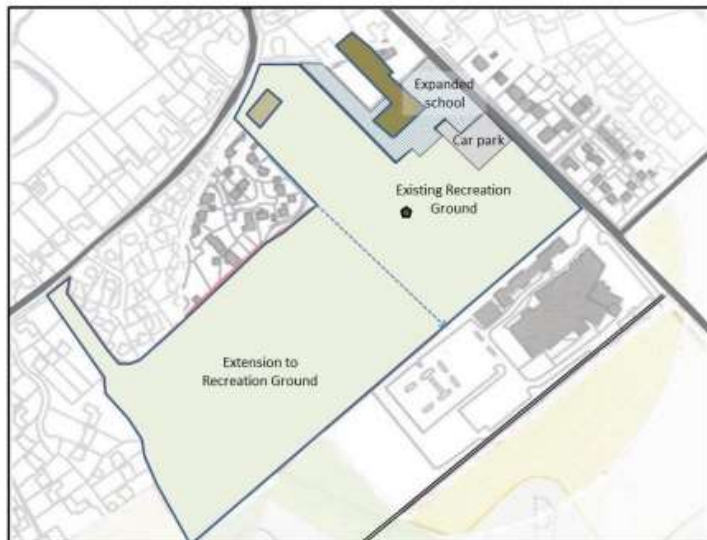 Expanded
school
Car park
Existing Recreation
Ground
Extension to
Recreation Ground